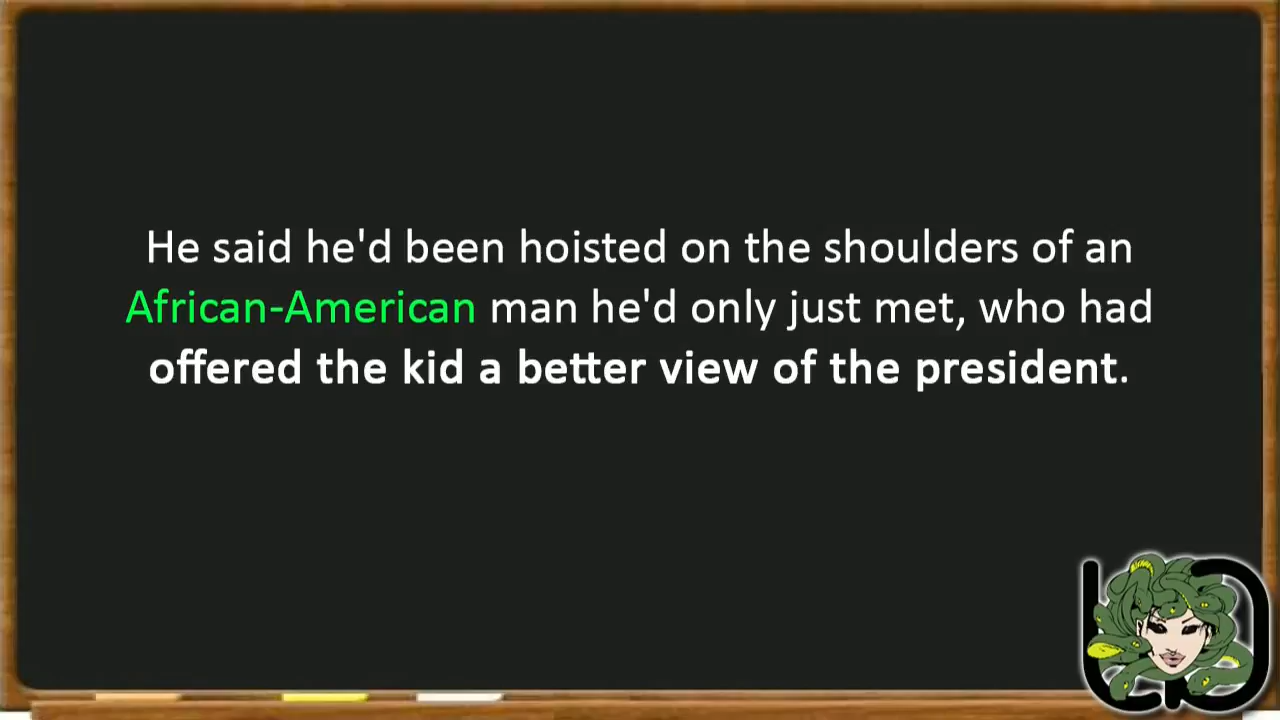 He said he'd been hoisted on the shoulders of an
African-American man he'd only just met, who had
offered the kid a better view of the president.